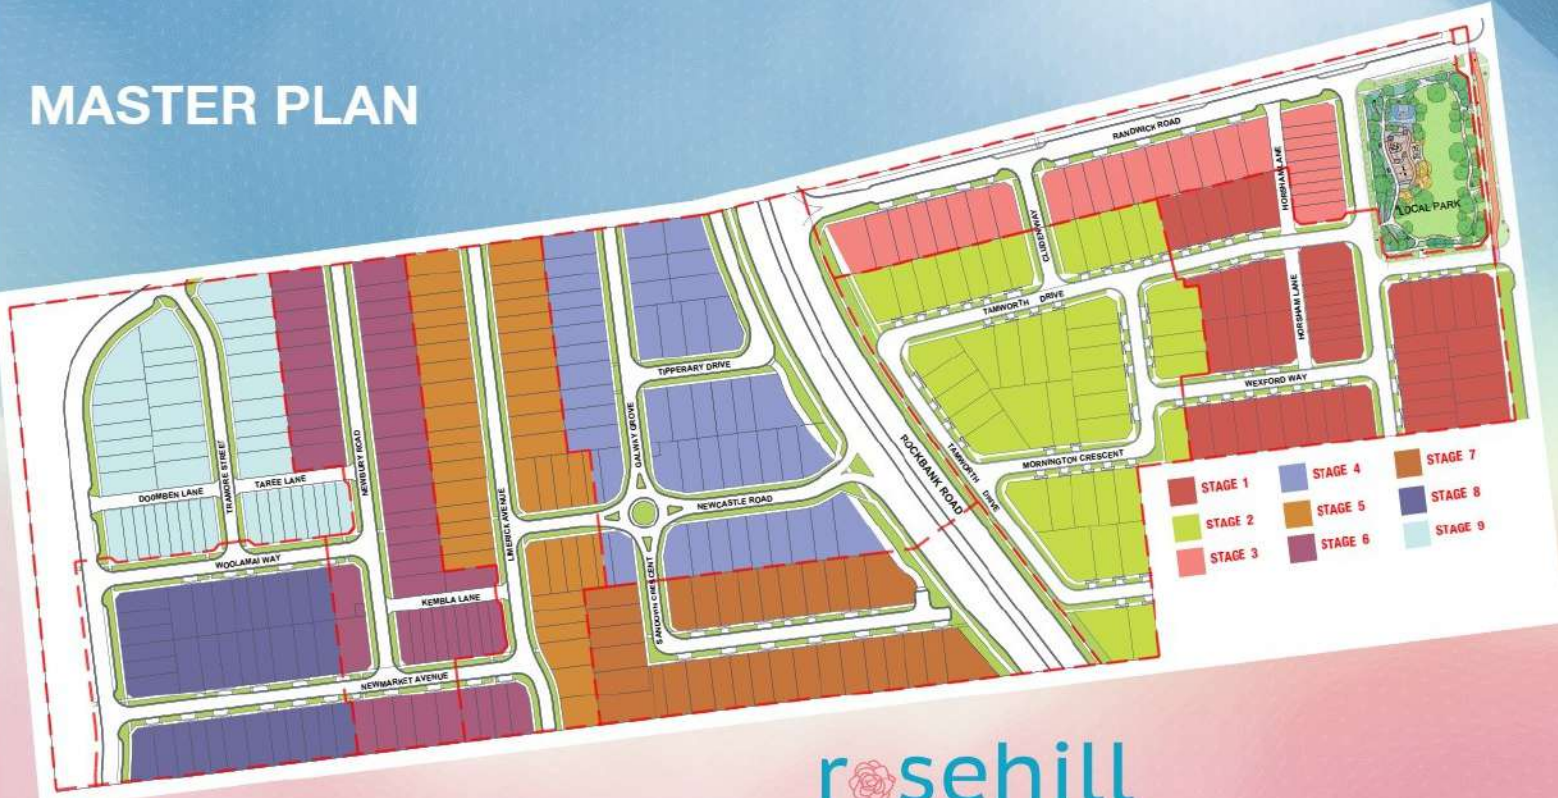 MASTER PLAN
RANDWICK ROAD
HORSHAM LANE
LOCAL PARK
CLUDEN WAY
TAMWORTH DRIVE
HORSHAM LANE
WEXFORD WAY
TIPPERARY DRIVE
GALWAY GROVE
ROCKBANK ROAD
TAMWORTH DRIVE
MORNINGTON CRESCENT
NEWCASTLE ROAD
LIMERICK AVENUE
NEWBURY ROAD
TRAMORE STREET
DOOMBEN LANE
TAREE LANE
WOOLAMAI WAY
KEMBLA LANE
SANDOWN CRESCENT
NEWMARKET AVENUE
STAGE 1
STAGE 2
STAGE 3
STAGE 4
STAGE 5
STAGE 6
STAGE 7
STAGE 8
STAGE 9
rosehill